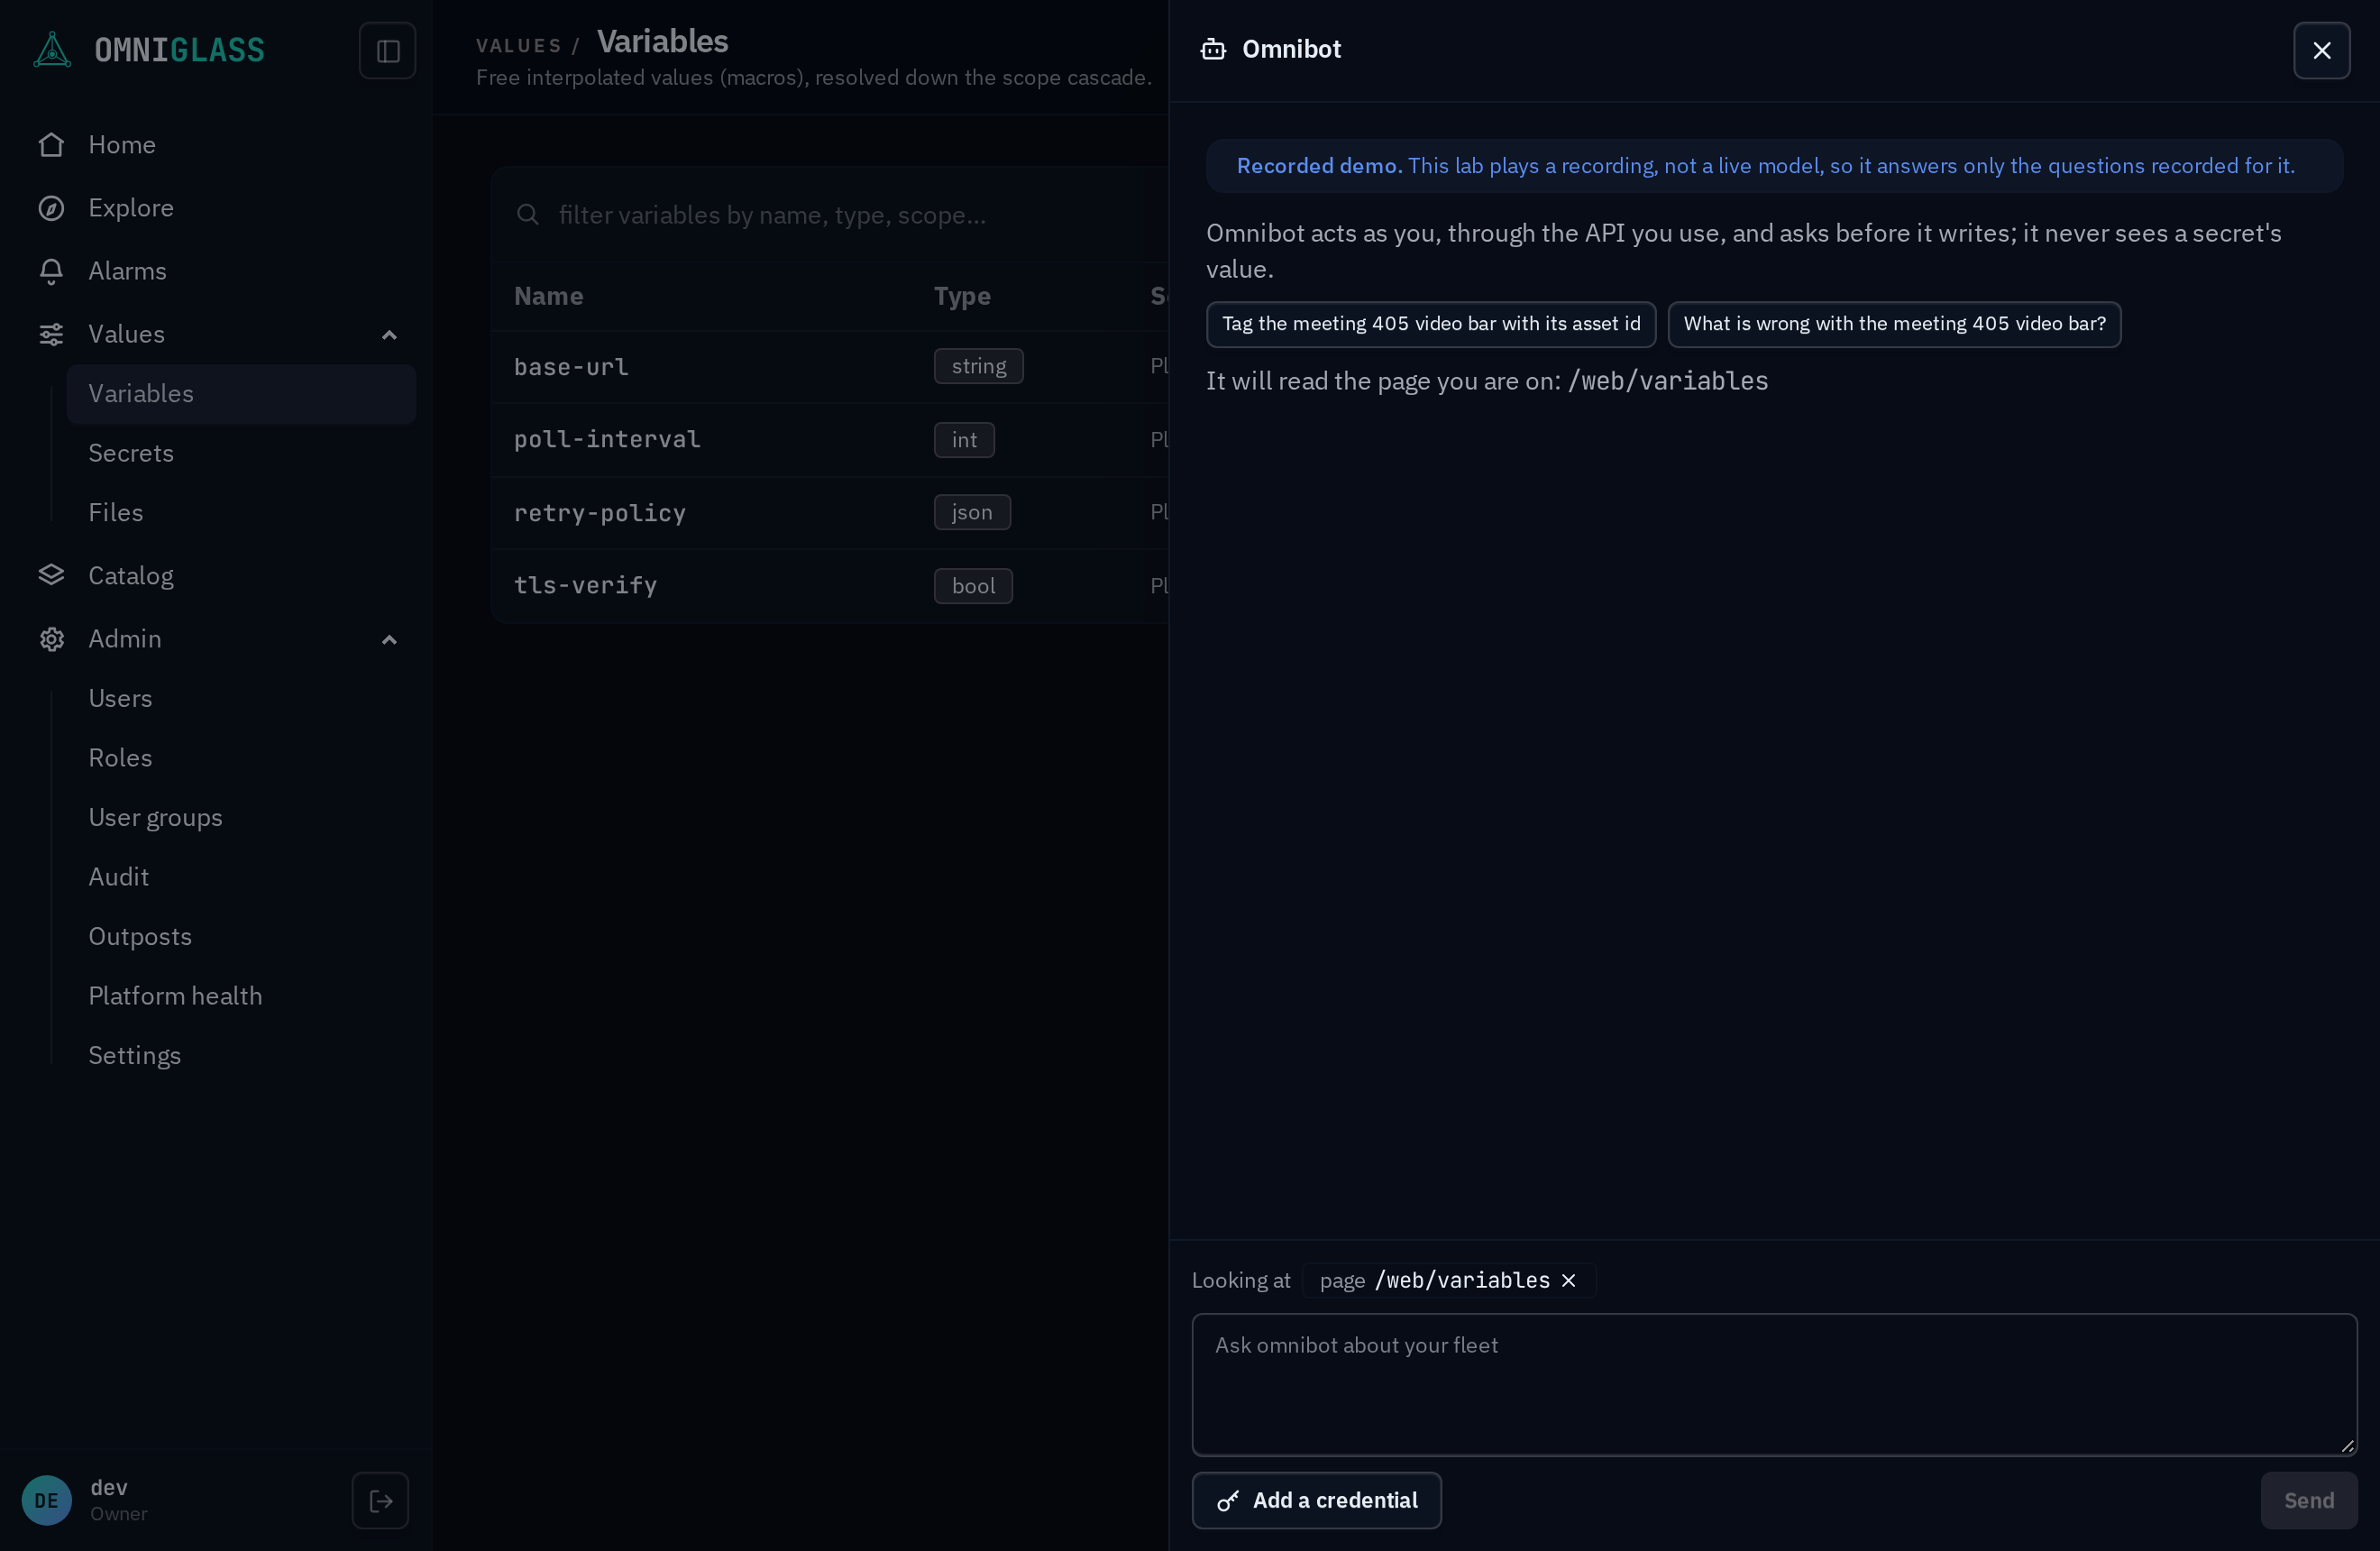 OMNIGLASS
Home
Explore
Alarms
Values
Variables
Secrets
Files
Catalog
Admin
Users
Roles
User groups
Audit
Outposts
Platform health
Settings
DE
dev
Owner
VALUES / Variables
Free interpolated values (macros), resolved down the scope cascade.
filter variables by name, type, scope...
Name Type
base-url string
poll-interval int
retry-policy json
tls-verify bool
Omnibot
Recorded demo. This lab plays a recording, not a live model, so it answers only the questions recorded for it.
Omnibot acts as you, through the API you use, and asks before it writes; it never sees a secret's
value.
Tag the meeting 405 video bar with its asset id What is wrong with the meeting 405 video bar?
It will read the page you are on: /web/variables
Looking at page /web/variables
Ask omnibot about your fleet
Add a credential Send